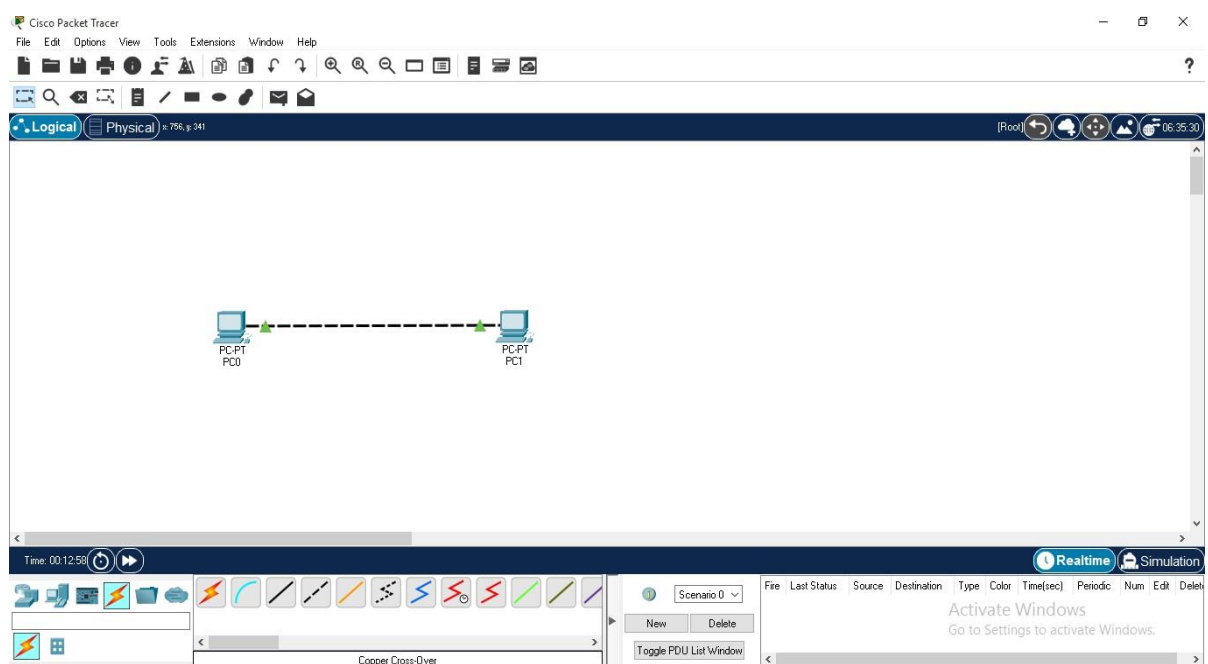 Cisco Packet Tracer
File Edit Options View Tools Extensions Window Help
?
Logical Physical x: 756, y: 341 [Root] 06:35:30
PC-PT
PC0
PC-PT
PC1
Time: 00:12:58 Realtime Simulation
Scenario 0
New Delete
Toggle PDU List Window
Fire Last Status Source Destination Type Color Time(sec) Periodic Num Edit Delet
Activate Windows
Go to Settings to activate Windows.
Copper Cross-Over